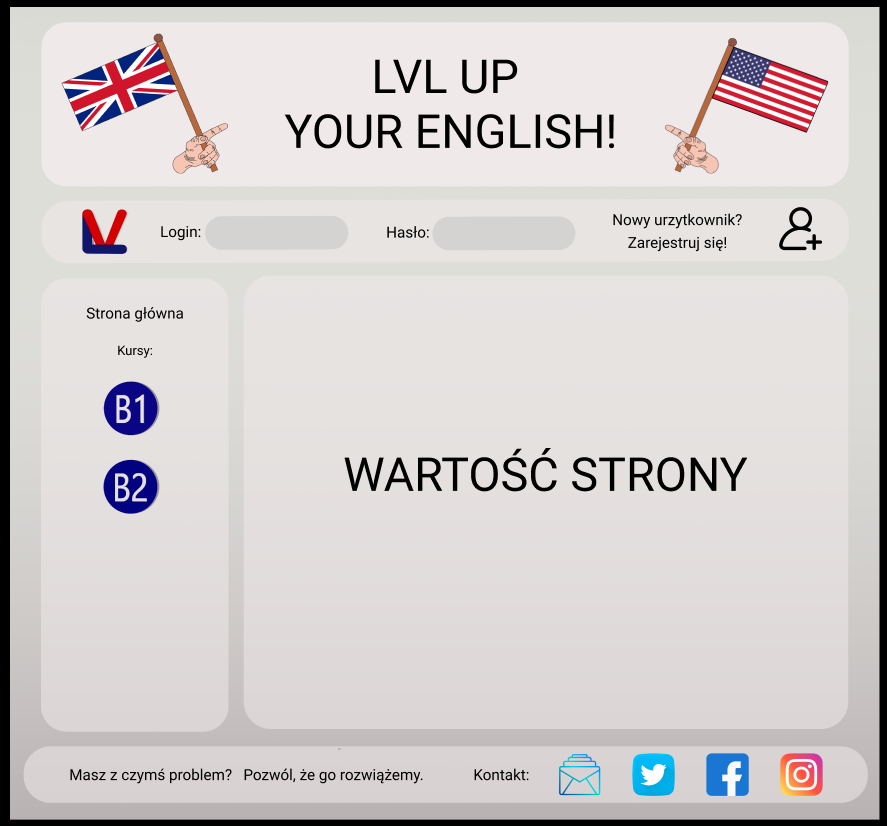 LVL UP
YOUR ENGLISH!
LV
Login:
Hasło:
Nowy urzytkownik?
Zarejestruj się!
Strona główna
Kursy:
B1
B2
WARTOŚĆ STRONY
Masz z czymś problem? Pozwól, że go rozwiążemy.
Kontakt: